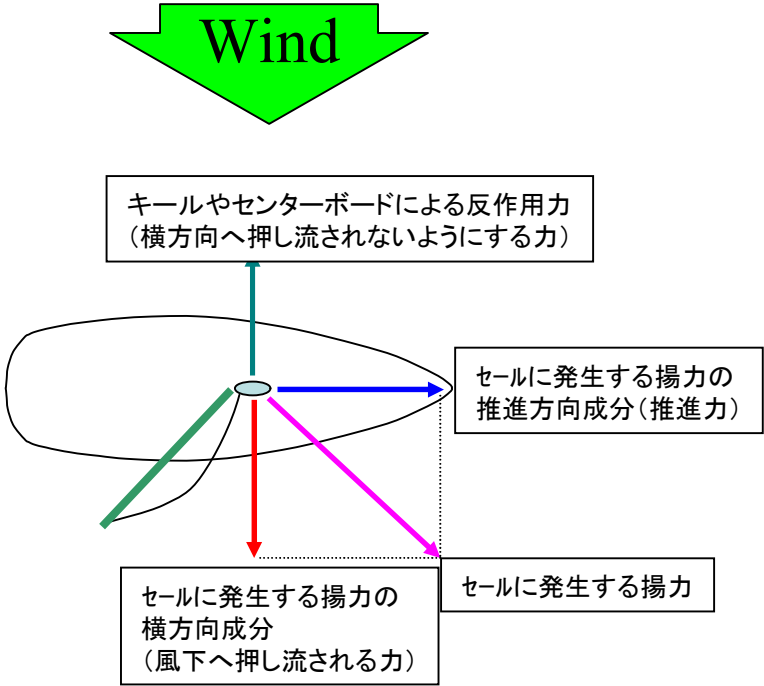 Wind
キールやセンターボードによる反作用力
（横方向へ押し流されないようにする力）
ｾｰﾙに発生する揚力の
推進方向成分（推進力）
ｾｰﾙに発生する揚力
ｾｰﾙに発生する揚力の
横方向成分
（風下へ押し流される力）